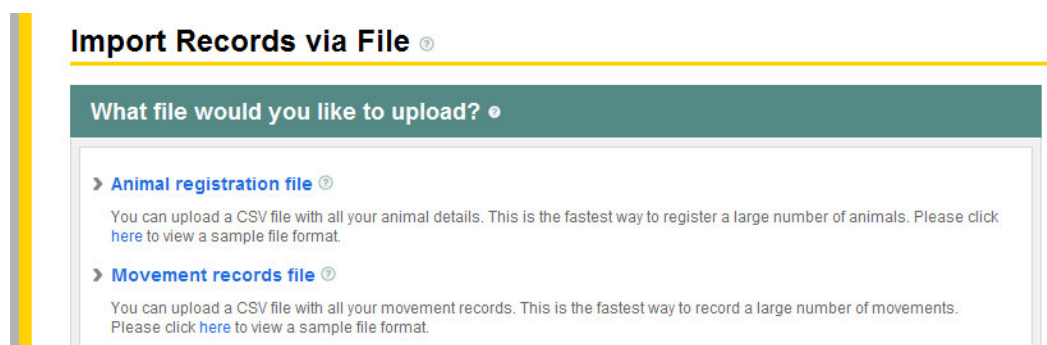 Import Records via File
What file would you like to upload?
Animal registration file
You can upload a CSV file with all your animal details. This is the fastest way to register a large number of animals. Please click
here to view a sample file format.
Movement records file
You can upload a CSV file with all your movement records. This is the fastest way to record a large number of movements.
Please click here to view a sample file format.